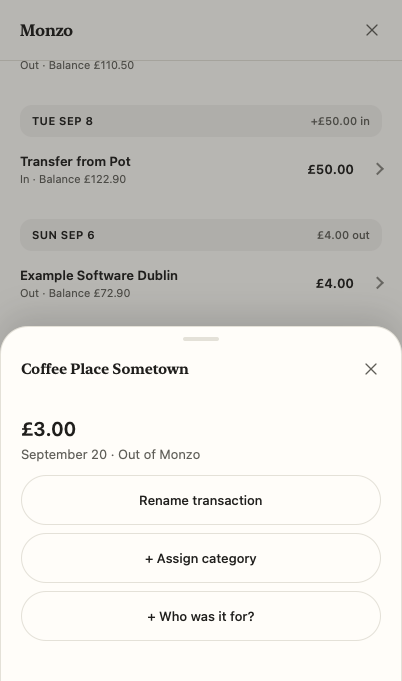 Monzo
Out · Balance £110.50
TUE SEP 8
+£50.00 in
Transfer from Pot
£50.00
In · Balance £122.90
SUN SEP 6
£4.00 out
Example Software Dublin
£4.00
Out · Balance £72.90
Coffee Place Sometown
£3.00
September 20 · Out of Monzo
Rename transaction
+ Assign category
+ Who was it for?